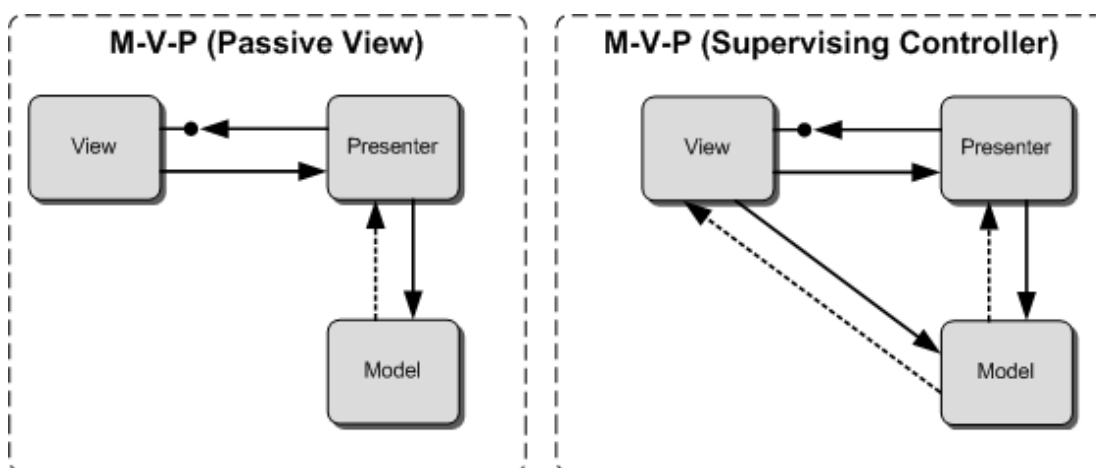 M-V-P (Passive View)
View
Presenter
Model
M-V-P (Supervising Controller)
View
Presenter
Model